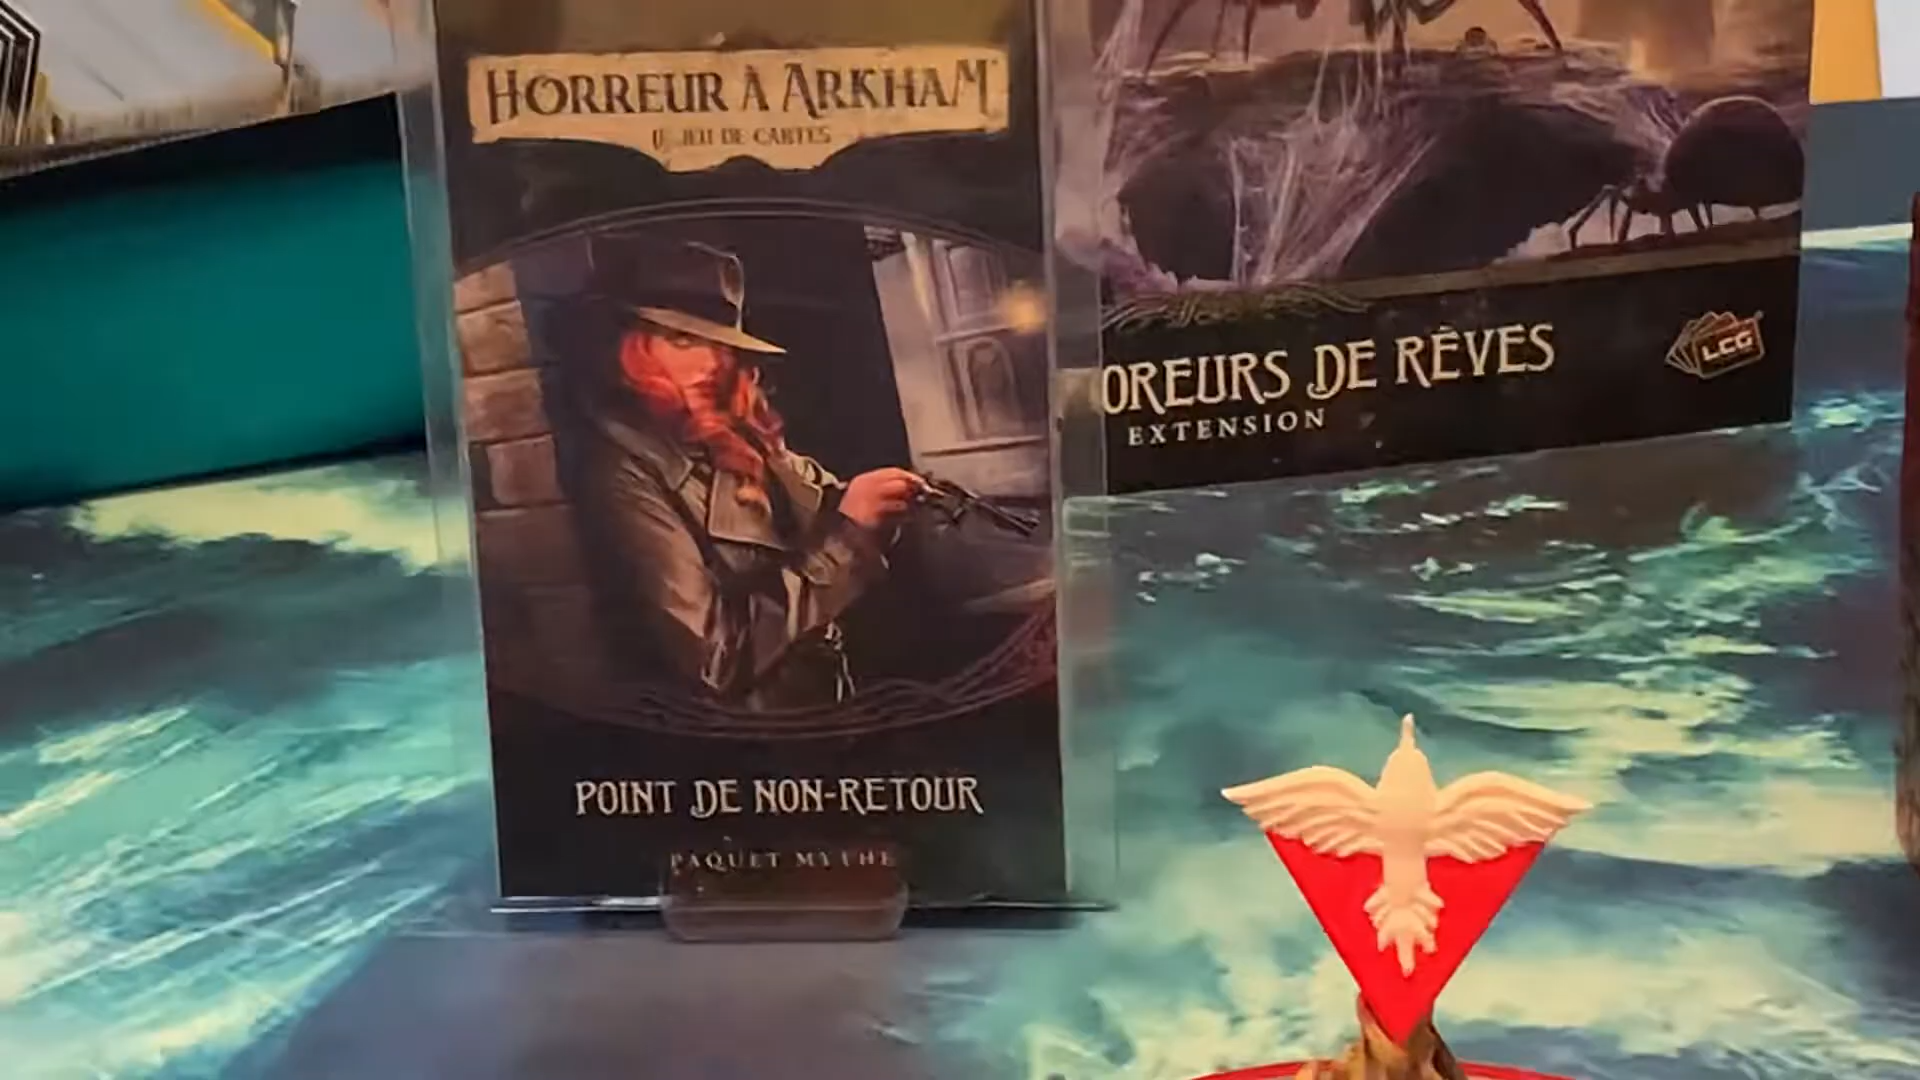 HORREUR À ARKHAM
LE JEU DE CARTES
POINT DE NON-RETOUR
PAQUET MYTHE
OREURS DE RÊVES
EXTENSION
LCG